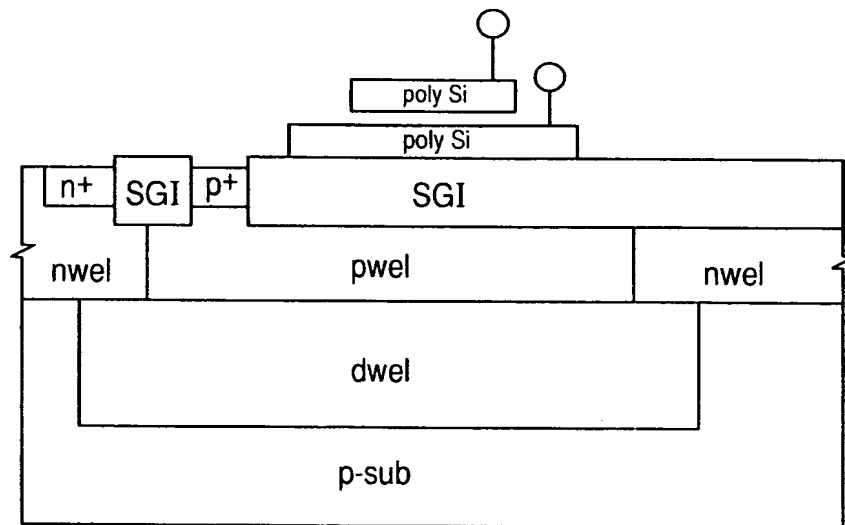 poly Si
poly Si
n+ SGI p+ SGI
nwel pwel nwel
dwel
p-sub